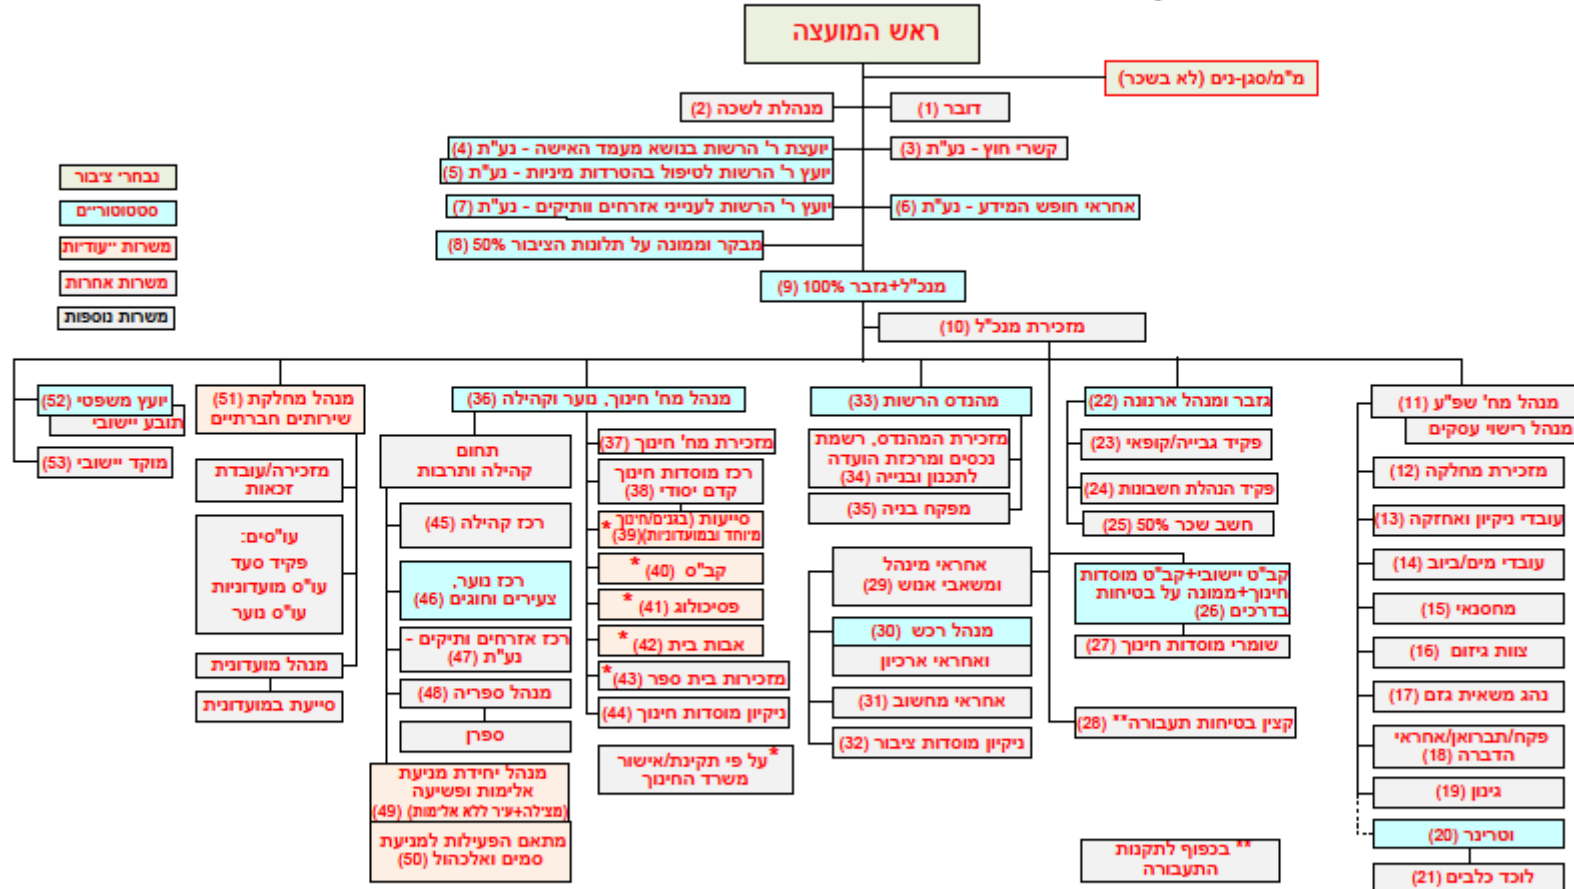 ראש המועצה
מ"מ/סגן-נים (לא בשכר)
דובר (1)
מנהלת לשכה (2)
קשרי חוץ - נע"ת (3)
יועצת ר' הרשות בנושא מעמד האישה - נע"ת (4)
יועץ ר' הרשות לטיפול בהטרדות מיניות - נע"ת (5)
אחראי חופש המידע - נע"ת (6)
יועץ ר' הרשות לענייני אזרחים וותיקים - נע"ת (7)
מבקר וממונה על תלונות הציבור 50% (8)
מנכ"ל+גזבר 100% (9)
מזכירת מנכ"ל (10)
נבחרי ציבור
סטטוטוריים
משרות ייעודיות
משרות אחרות
משרות נוספות
מנהל מח' שפ"ע (11)
מנהל רישוי עסקים
מזכירת מחלקה (12)
עובדי ניקיון ואחזקה (13)
עובדי מים/ביוב (14)
מחסנאי (15)
צוות גיזום (16)
נהג משאית גזם (17)
פקח/תברואן/אחראי
הדברה (18)
גינון (19)
וטרינר (20)
לוכד כלבים (21)
גזבר ומנהל ארנונה (22)
פקיד גבייה/קופאי (23)
פקיד הנהלת חשבונות (24)
חשב שכר 50% (25)
קב"ט יישובי+קב"ט מוסדות
חינוך+ממונה על בטיחות
בדרכים (26)
שומרי מוסדות חינוך (27)
קצין בטיחות תעבורה** (28)
** בכפוף לתקנות
התעבורה
מהנדס הרשות (33)
מזכירת המהנדס, רשמת
נכסים ומרכזת הועדה
לתכנון ובנייה (34)
מפקח בניה (35)
אחראי מינהל
ומשאבי אנוש (29)
מנהל רכש (30)
ואחראי ארכיון
אחראי מחשוב (31)
ניקיון מוסדות ציבור (32)
מנהל מח' חינוך, נוער וקהילה (36)
מזכירת מח' חינוך (37)
רכז מוסדות חינוך
קדם יסודי (38)
סייעות (בגנים/חינוך *
מיוחד ובמועדוניות)(39)
קב"ס (40) *
פסיכולוג (41) *
אבות בית (42) *
מזכירות בית ספר (43) *
ניקיון מוסדות חינוך (44)
*על פי תקינת/אישור
משרד החינוך
תחום
קהילה ותרבות
רכז קהילה (45)
רכז נוער,
צעירים וחוגים (46)
רכז אזרחים ותיקים -
נע"ת (47)
מנהל ספריה (48)
ספרן
מנהל יחידת מניעת
אלימות ופשיעה
(מצילה+עיר ללא אלימות) (49)
מתאם הפעילות למניעת
סמים ואלכהול (50)
מנהל מחלקת (51)
שירותים חברתיים
מזכירה/עובדת
זכאות
עו"סים:
פקיד סעד
עו"ס מועדוניות
עו"ס נוער
מנהל מועדונית
סייעת במועדונית
יועץ משפטי (52)
תובע יישובי
מוקד יישובי (53)